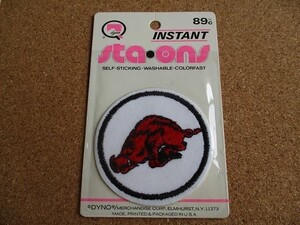 89¢
INSTANT
sta·ons
SELF-STICKING · WASHABLE · COLORFAST
©DYNO®/MERCHANDISE CORP., ELMHURST, N.Y. 11373
MADE, PRINTED & PACKAGED IN U.S.A.